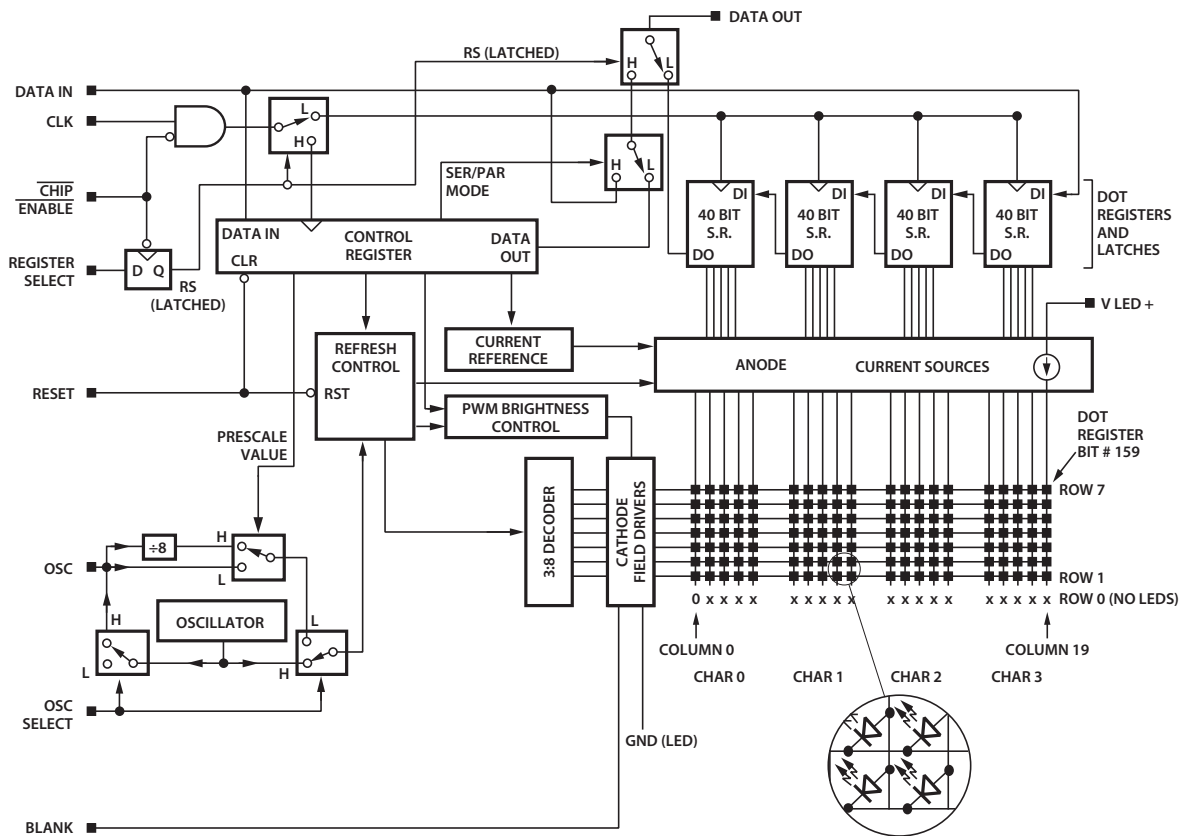 DATA OUT
RS (LATCHED)
H L
DATA IN
CLK
L
H
SER/PAR
MODE
H L
CHIP
ENABLE
DI
40 BIT
S.R.
DO
DI
40 BIT
S.R.
DO
DI
40 BIT
S.R.
DO
DI
40 BIT
S.R.
DO
DOT
REGISTERS
AND
LATCHES
REGISTER
SELECT
D Q
RS
(LATCHED)
DATA IN
CONTROL
REGISTER
DATA
OUT
CLR
V LED +
REFRESH
CONTROL
RST
CURRENT
REFERENCE
ANODE CURRENT SOURCES
RESET
PWM BRIGHTNESS
CONTROL
PRESCALE
VALUE
DOT
REGISTER
BIT # 159
3:8 DECODER
CATHODE
FIELD DRIVERS
ROW 7
ROW 1
0 x x x x x x x x x x x x x x x x x x x ROW 0 (NO LEDS)
COLUMN 0 COLUMN 19
CHAR 0 CHAR 1 CHAR 2 CHAR 3
÷8
H
L
OSC
H
L
OSCILLATOR
L
H
OSC
SELECT
GND (LED)
BLANK